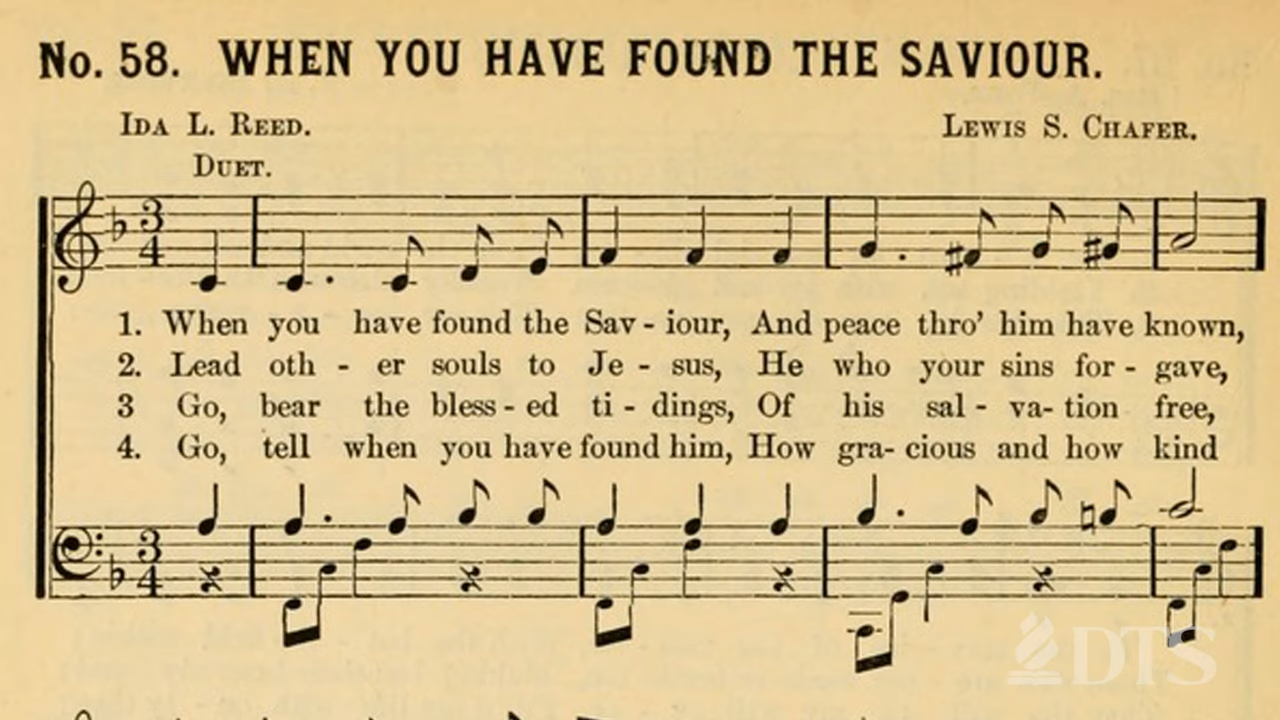 No. 58. WHEN YOU HAVE FOUND THE SAVIOUR.
IDA L. REED. LEWIS S. CHAFER.
DUET.
1. When you have found the Sav - iour, And peace thro' him have known,
2. Lead oth - er souls to Je - sus, He who your sins for - gave,
3 Go, bear the bless - ed ti - dings, Of his sal - va- tion free,
4. Go, tell when you have found him, How gra- cious and how kind
DTS